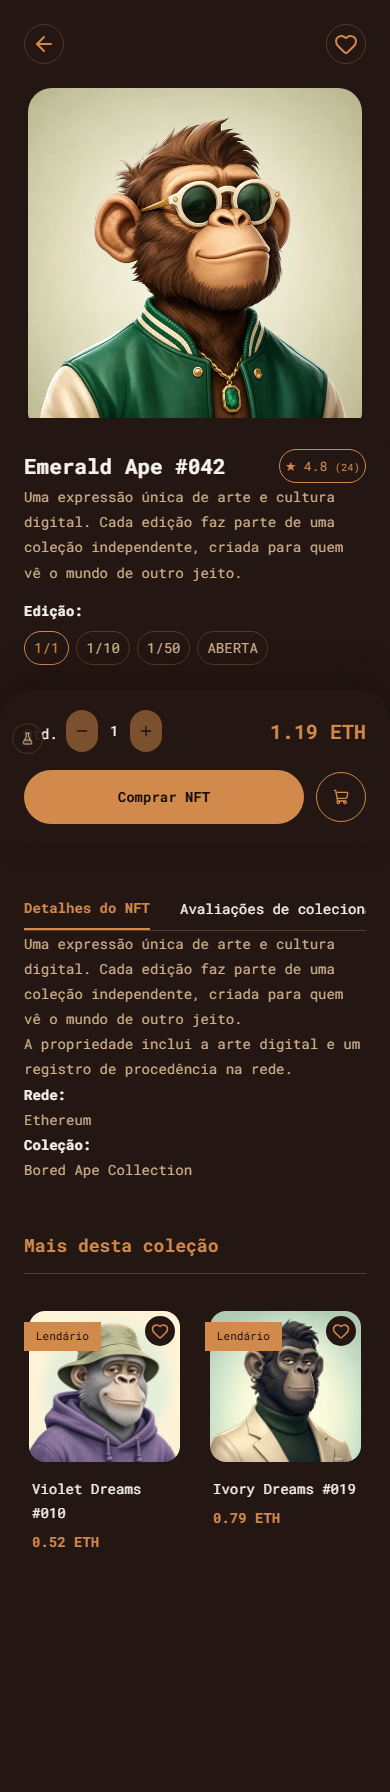 Emerald Ape #042
★ 4.8 (24)
Uma expressão única de arte e cultura
digital. Cada edição faz parte de uma
coleção independente, criada para quem
vê o mundo de outro jeito.
Edição:
1/1 1/10 1/50 ABERTA
d. − 1 + 1.19 ETH
Comprar NFT
Detalhes do NFT Avaliações de colecion
Uma expressão única de arte e cultura
digital. Cada edição faz parte de uma
coleção independente, criada para quem
vê o mundo de outro jeito.
A propriedade inclui a arte digital e um
registro de procedência na rede.
Rede:
Ethereum
Coleção:
Bored Ape Collection
Mais desta coleção
Lendário Lendário
Violet Dreams
#010
0.52 ETH
Ivory Dreams #019
0.79 ETH